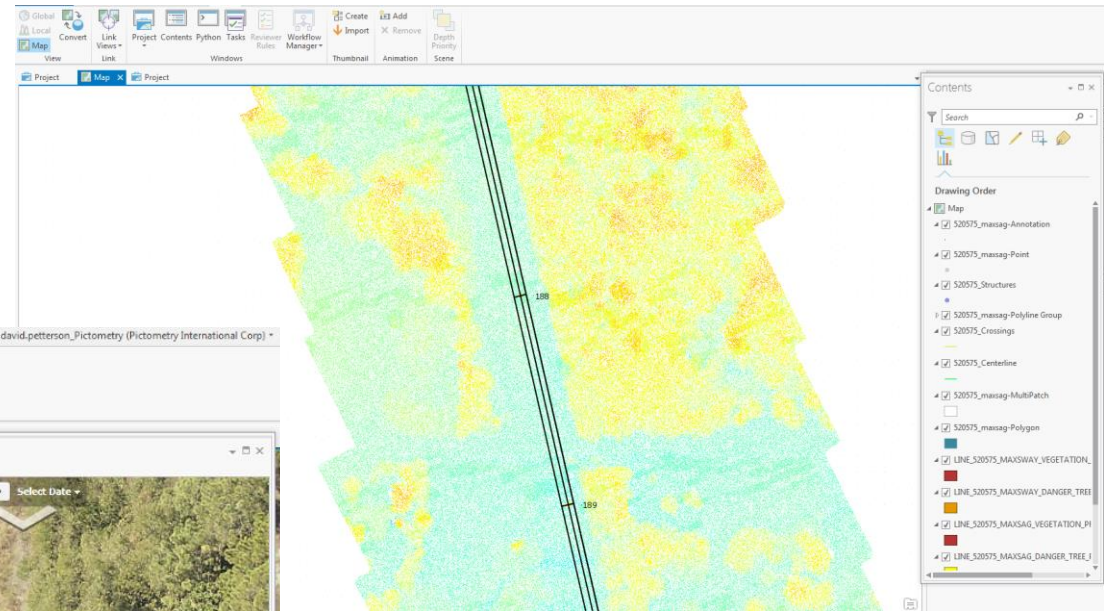 Global
Local
Map
Convert
Link
Views
Project
Contents
Python
Tasks
Reviewer
Rules
Workflow
Manager
Create
Import
Add
Remove
Depth
Priority
View
Link
Windows
Thumbnail
Animation
Scene
Project
Map
Project
188
189
david.petterson_Pictometry (Pictometry International Corp)
Select Date
Contents
Search
Drawing Order
Map
520575_maxsag-Annotation
520575_maxsag-Point
520575_Structures
520575_maxsag-Polyline Group
520575_Crossings
520575_Centerline
520575_maxsag-MultiPatch
520575_maxsag-Polygon
LINE_520575_MAXSWAY_VEGETATION_
LINE_520575_MAXSWAY_DANGER_TREE
LINE_520575_MAXSAG_VEGETATION_P
LINE_520575_MAXSAG_DANGER_TREE_